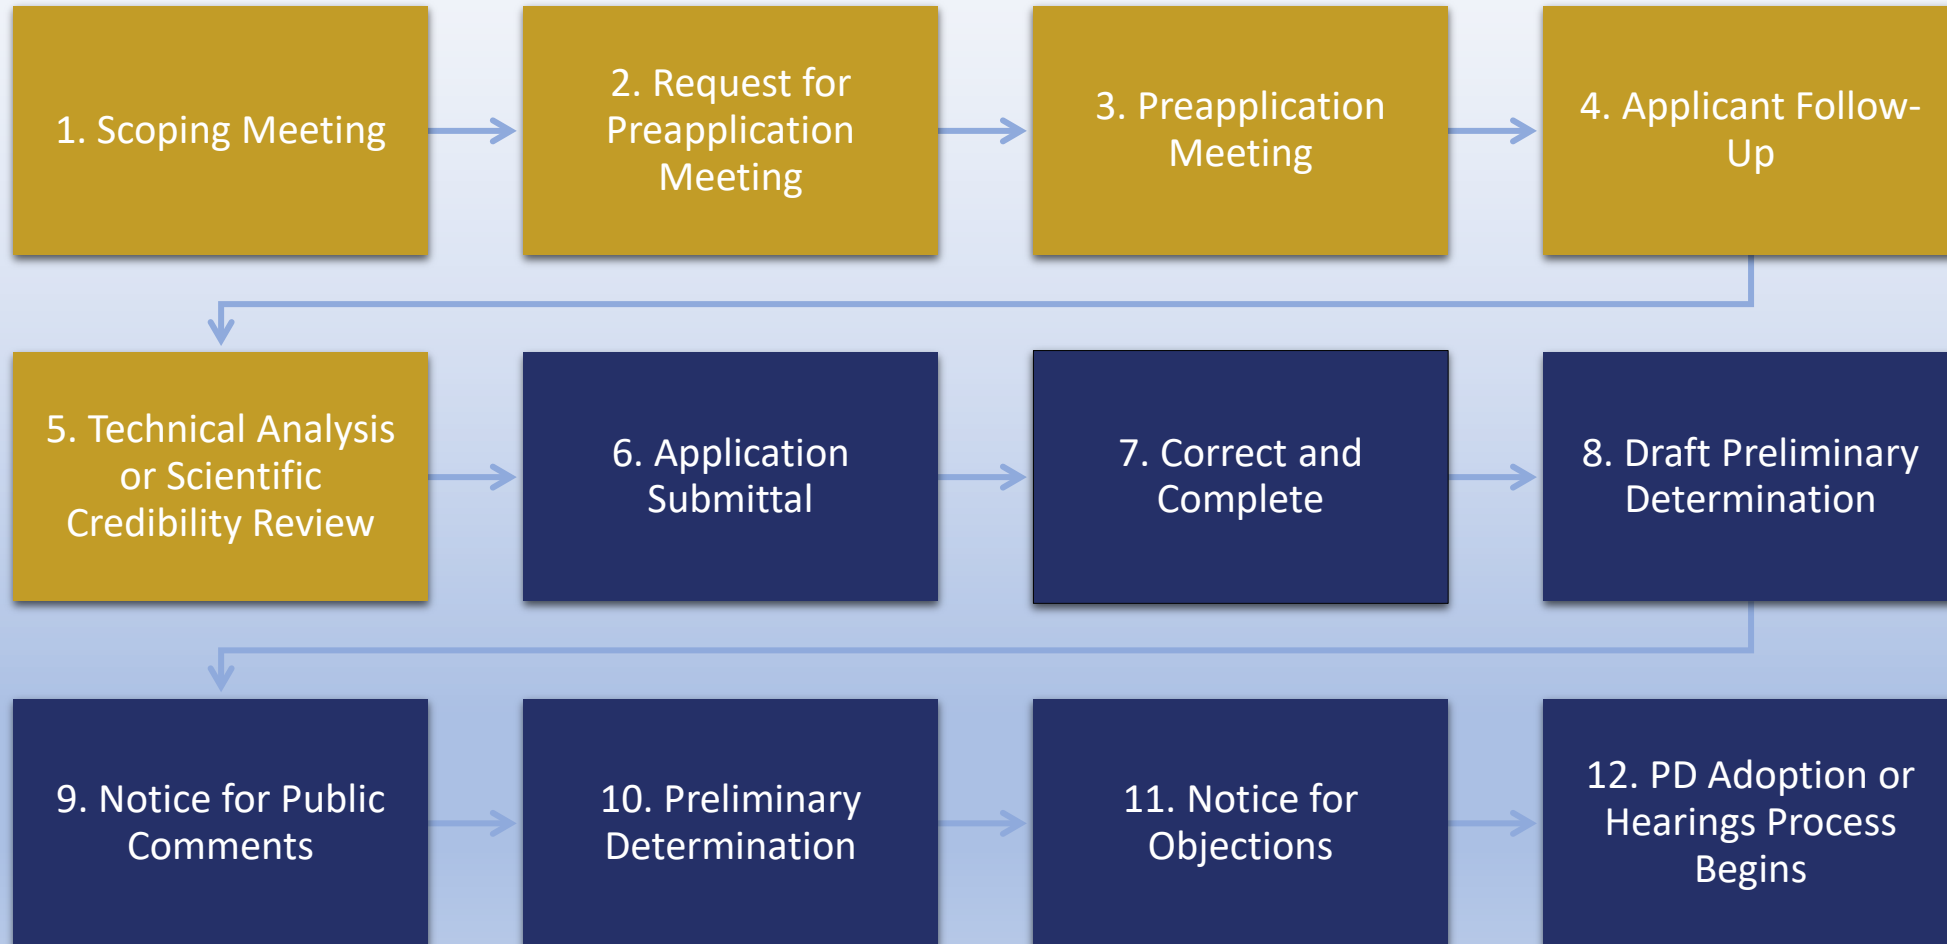 1. Scoping Meeting
2. Request for
Preapplication
Meeting
3. Preapplication
Meeting
4. Applicant Follow-
Up
5. Technical Analysis
or Scientific
Credibility Review
6. Application
Submittal
7. Correct and
Complete
8. Draft Preliminary
Determination
9. Notice for Public
Comments
10. Preliminary
Determination
11. Notice for
Objections
12. PD Adoption or
Hearings Process
Begins